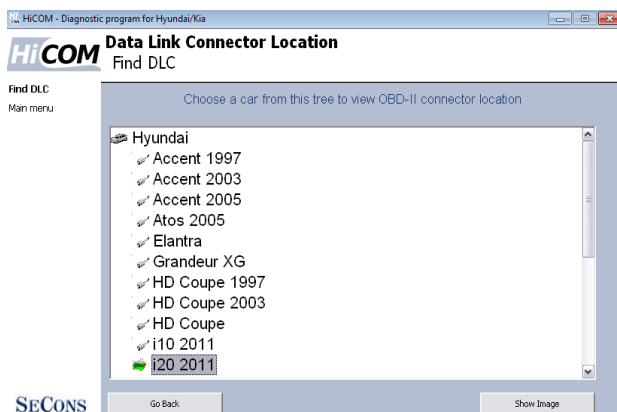 HiCOM - Diagnostic program for Hyundai/Kia
HiCOM
Data Link Connector Location
Find DLC
Find DLC
Main menu
Choose a car from this tree to view OBD-II connector location
Hyundai
Accent 1997
Accent 2003
Accent 2005
Atos 2005
Elantra
Grandeur XG
HD Coupe 1997
HD Coupe 2003
HD Coupe
i10 2011
i20 2011
SECONS
Go Back
Show Image